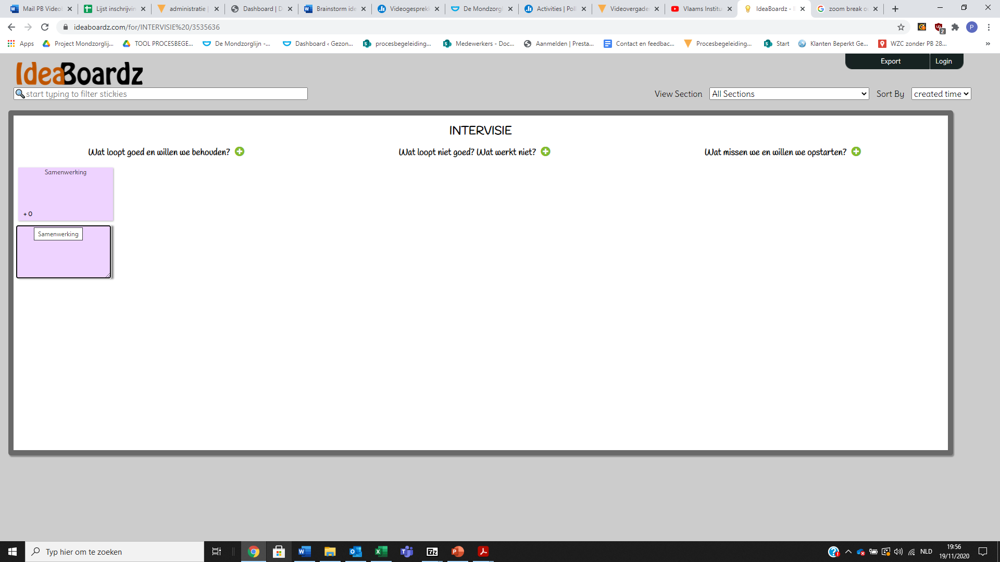 Mail PB Videol
Lijst inschrijvin
administratie |
Dashboard | D
Brainstorm ide
Videogesprekk
De Mondzorgl
Activities | Poll
Videovergade
Vlaams Institu
IdeaBoardz - I
zoom break o
ideaboardz.com/for/INTERVISIE%20/3535636
2
P
Apps
Project Mondzorglij...
TOOL PROCESBEGE...
De Mondzorglijn -...
Dashboard ‹ Gezon...
procesbegeleiding...
Medewerkers - Doc...
Aanmelden | Presta...
Contact en feedbac...
Procesbegeleiding...
Start
Klanten Beperkt Ge...
WZC zonder PB 28...
»
Export
Login
IdeaBoardz
start typing to filter stickies
View Section
All Sections
Sort By
created time
INTERVISIE
Wat loopt goed en willen we behouden?
Wat loopt niet goed? Wat werkt niet?
Wat missen we en willen we opstarten?
Samenwerking
+ 0
Samenwerking
Typ hier om te zoeken
7z
NLD
19:56
19/11/2020